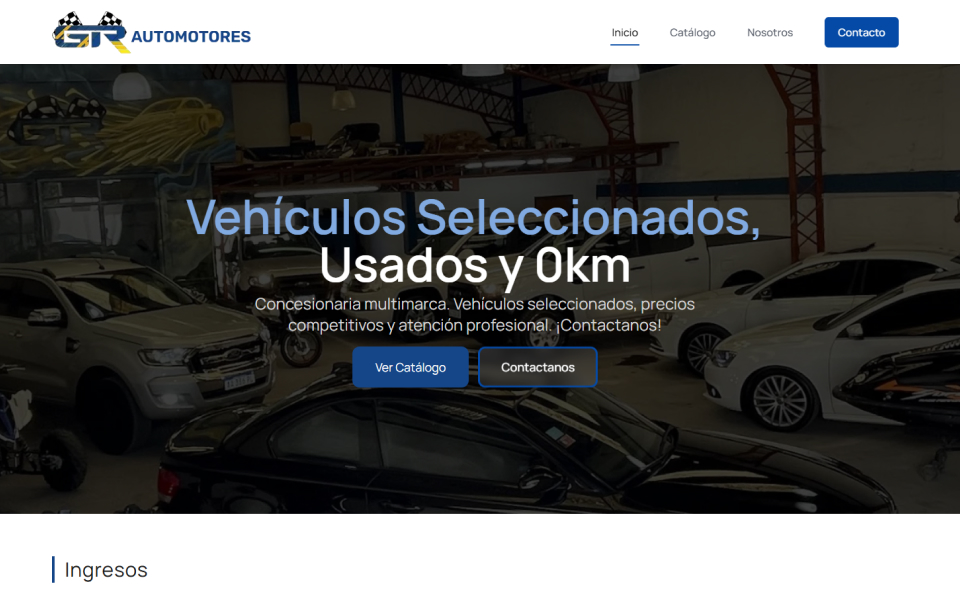 GR AUTOMOTORES
Inicio
Catálogo
Nosotros
Contacto
GR
Vehículos Seleccionados,
Usados y 0km
Concesionaria multimarca. Vehículos seleccionados, precios
competitivos y atención profesional. ¡Contactanos!
Ver Catálogo
Contactanos
Ingresos